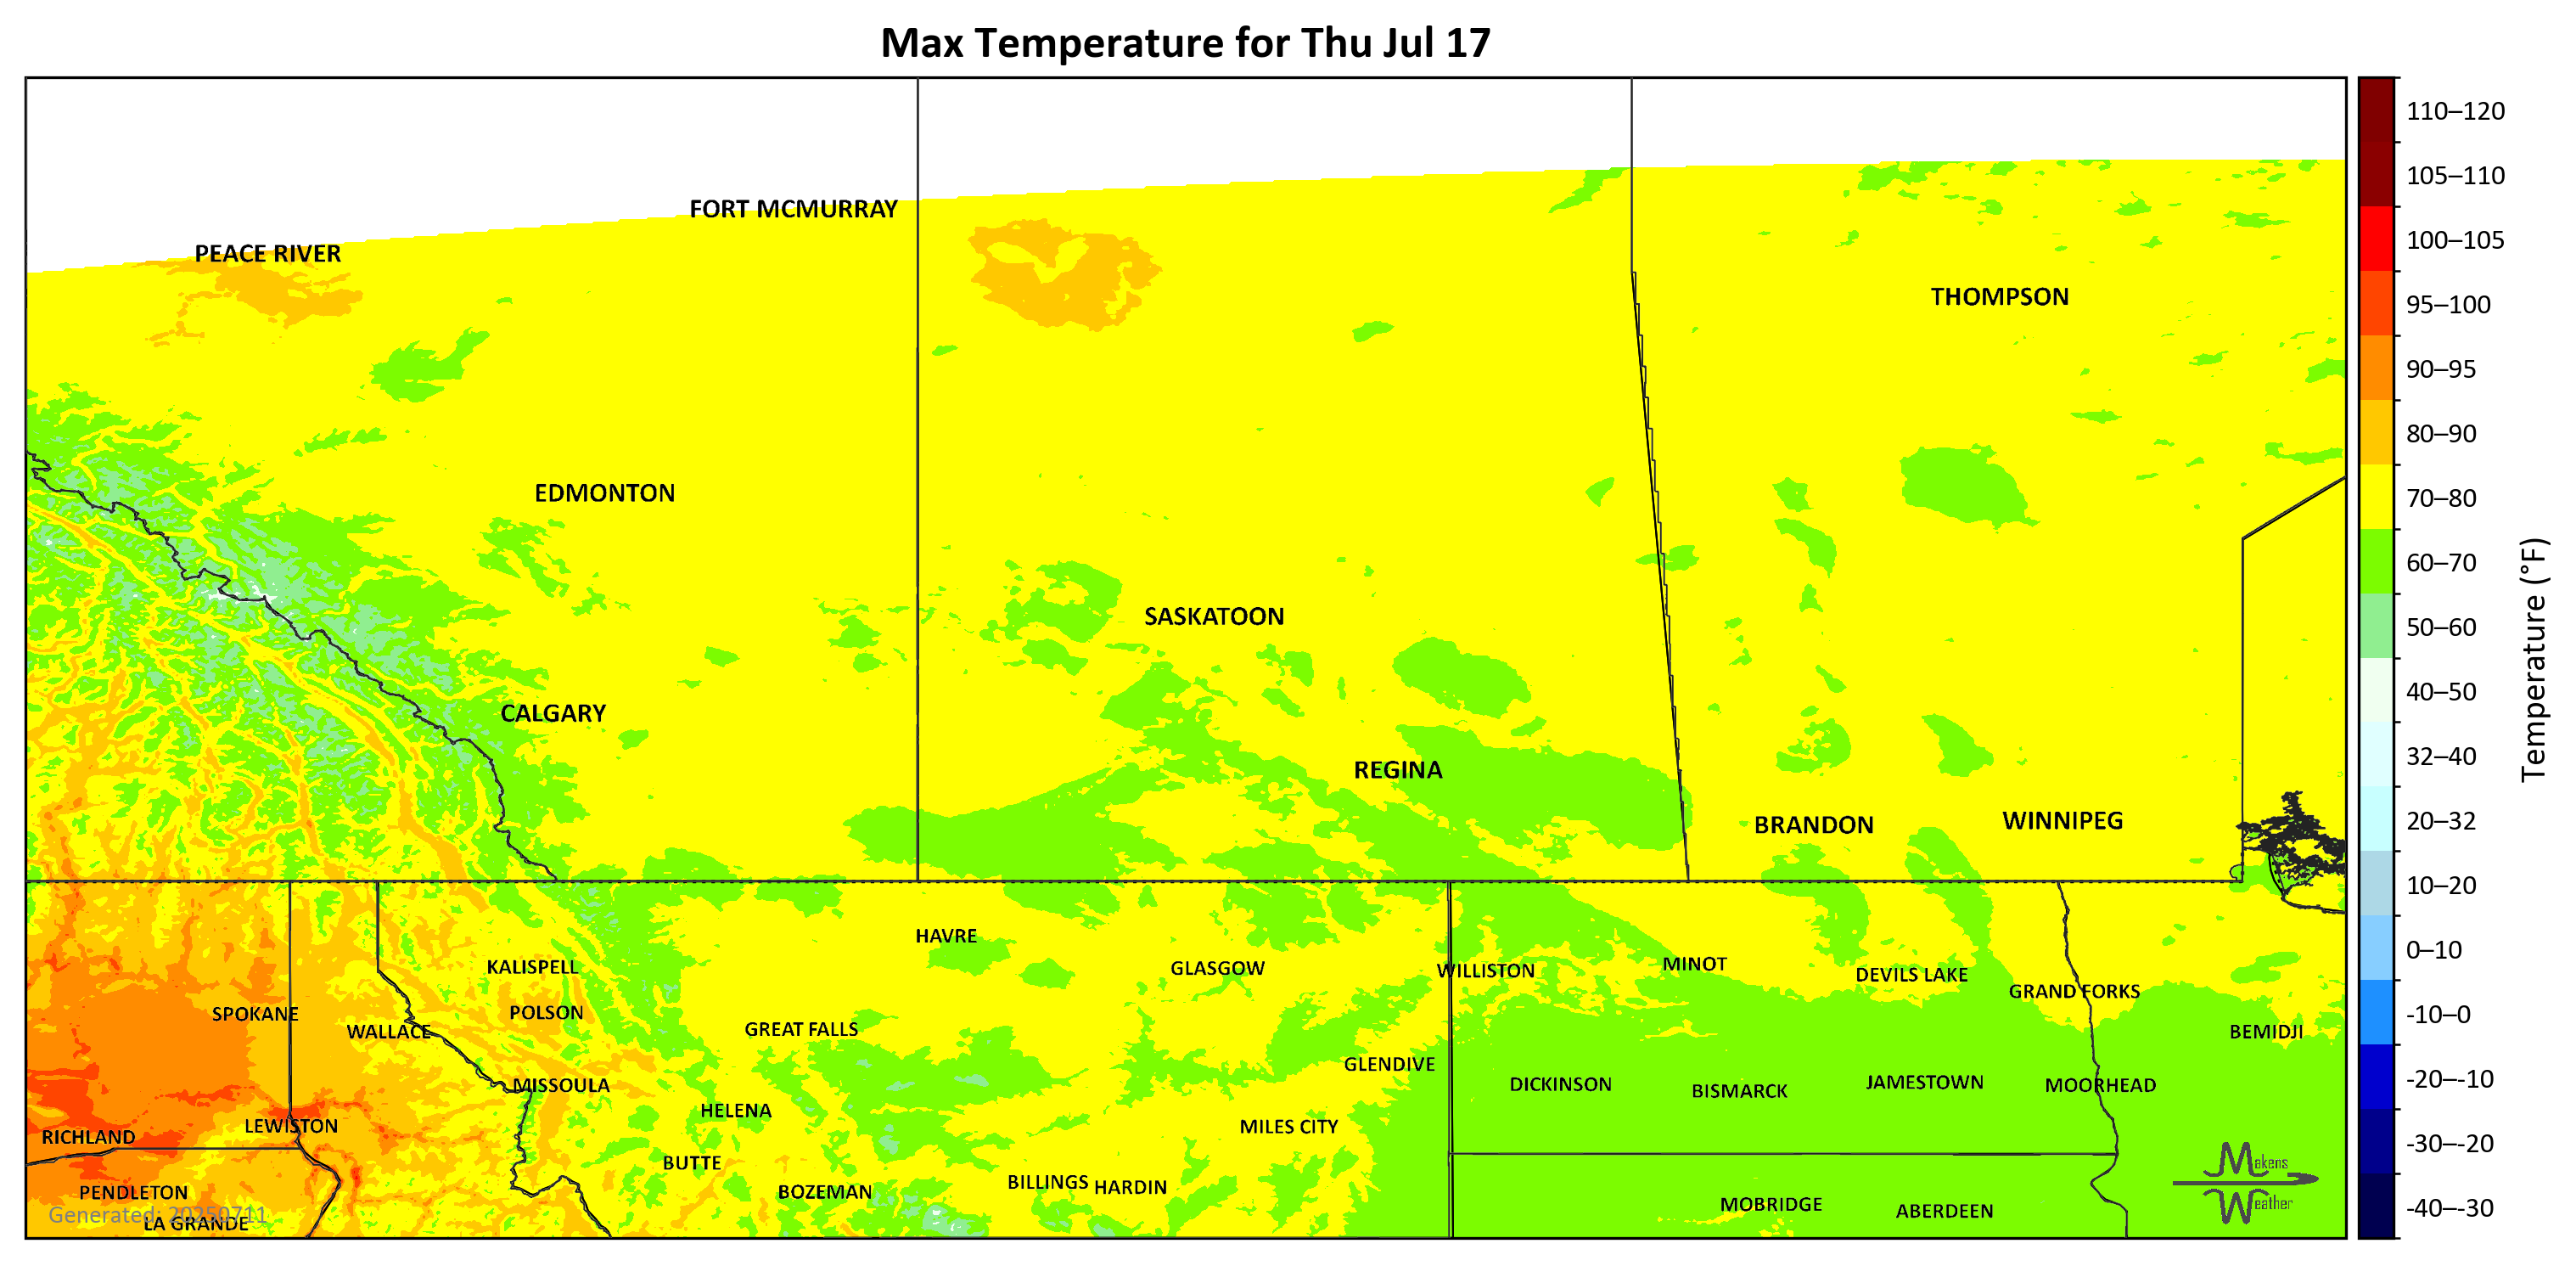 Max Temperature for Thu Jul 17
FORT MCMURRAY
PEACE RIVER
THOMPSON
EDMONTON
SASKATOON
CALGARY
REGINA
BRANDON
WINNIPEG
HAVRE
KALISPELL
GLASGOW
WILLISTON
MINOT
DEVILS LAKE
GRAND FORKS
SPOKANE
POLSON
WALLACE
GREAT FALLS
BEMIDJI
GLENDIVE
MISSOULA
DICKINSON
BISMARCK
JAMESTOWN
MOORHEAD
HELENA
LEWISTON
MILES CITY
RICHLAND
BUTTE
BILLINGS
HARDIN
PENDLETON
BOZEMAN
MOBRIDGE
ABERDEEN
Generated: 20250711
LA GRANDE
Makens
Weather
110–120
105–110
100–105
95–100
90–95
80–90
70–80
60–70
50–60
40–50
32–40
20–32
10–20
0–10
-10–0
-20–-10
-30–-20
-40–-30
Temperature (°F)